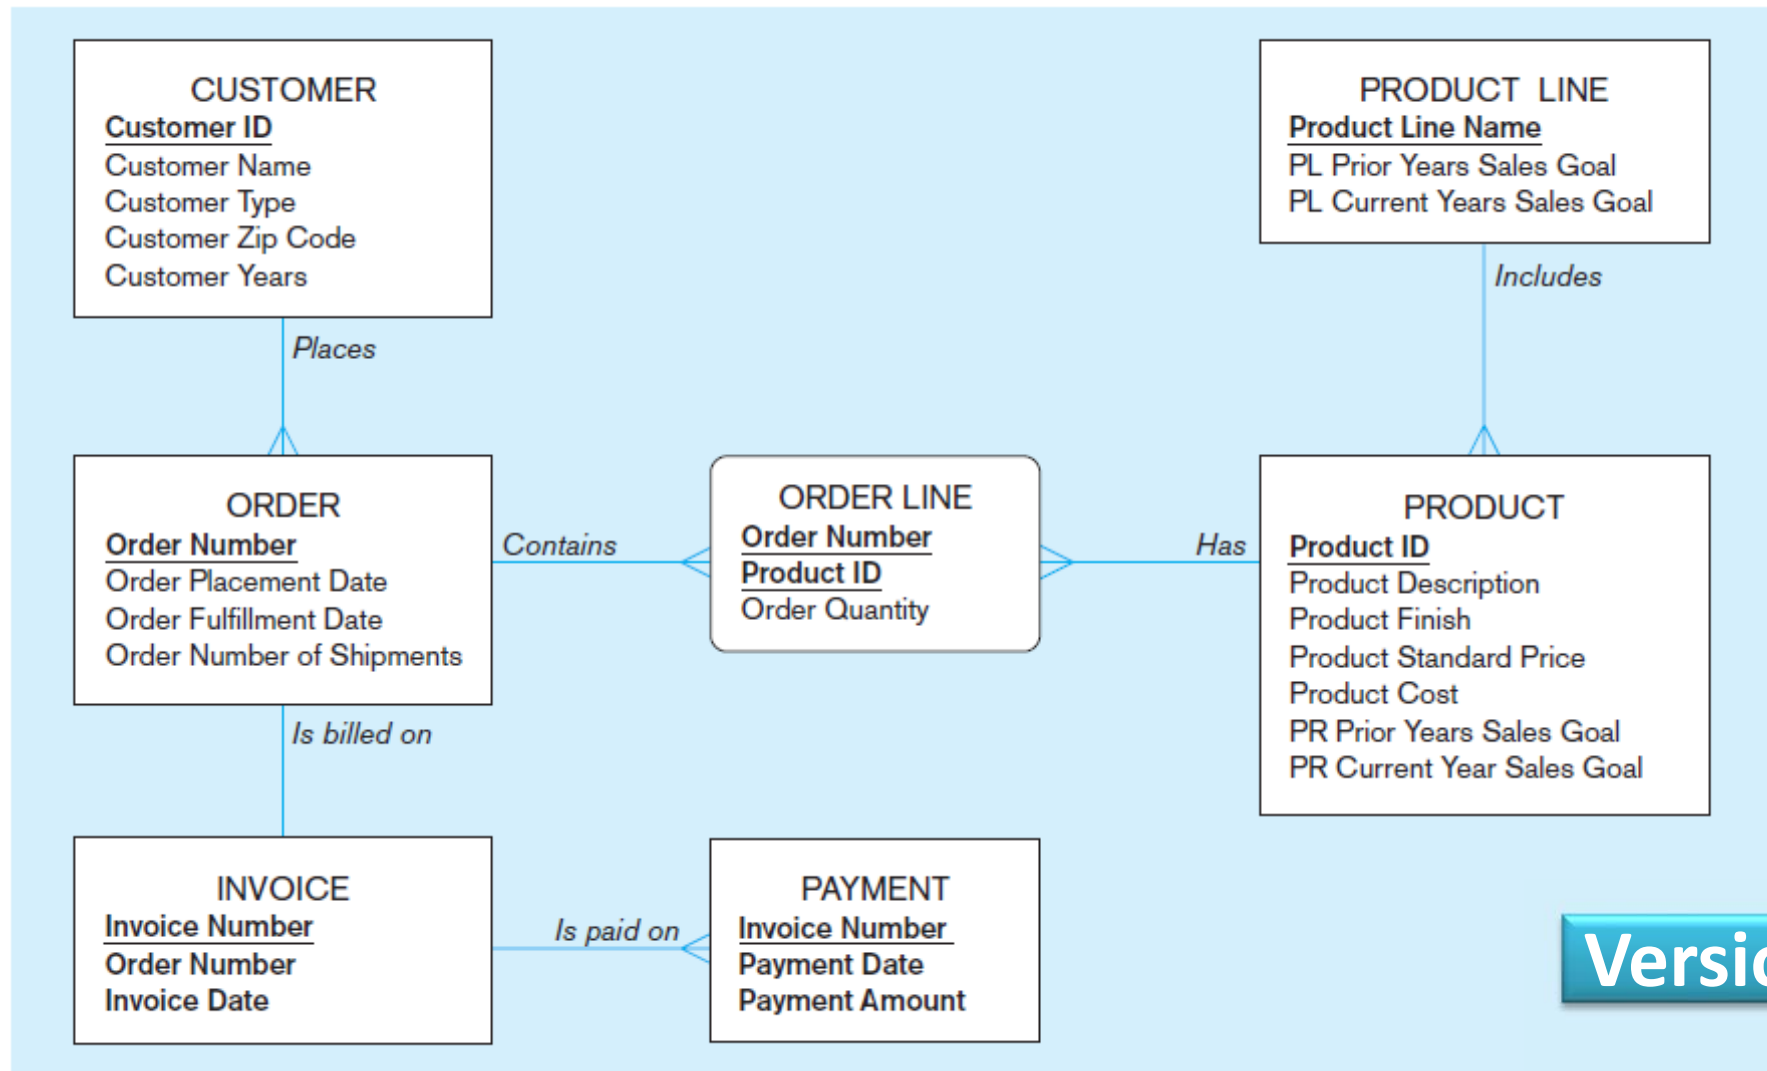 CUSTOMER
Customer ID
Customer Name
Customer Type
Customer Zip Code
Customer Years
PRODUCT LINE
Product Line Name
PL Prior Years Sales Goal
PL Current Years Sales Goal
Places
Includes
ORDER
Order Number
Order Placement Date
Order Fulfillment Date
Order Number of Shipments
Contains
ORDER LINE
Order Number
Product ID
Order Quantity
Has
PRODUCT
Product ID
Product Description
Product Finish
Product Standard Price
Product Cost
PR Prior Years Sales Goal
PR Current Year Sales Goal
Is billed on
INVOICE
Invoice Number
Order Number
Invoice Date
Is paid on
PAYMENT
Invoice Number
Payment Date
Payment Amount